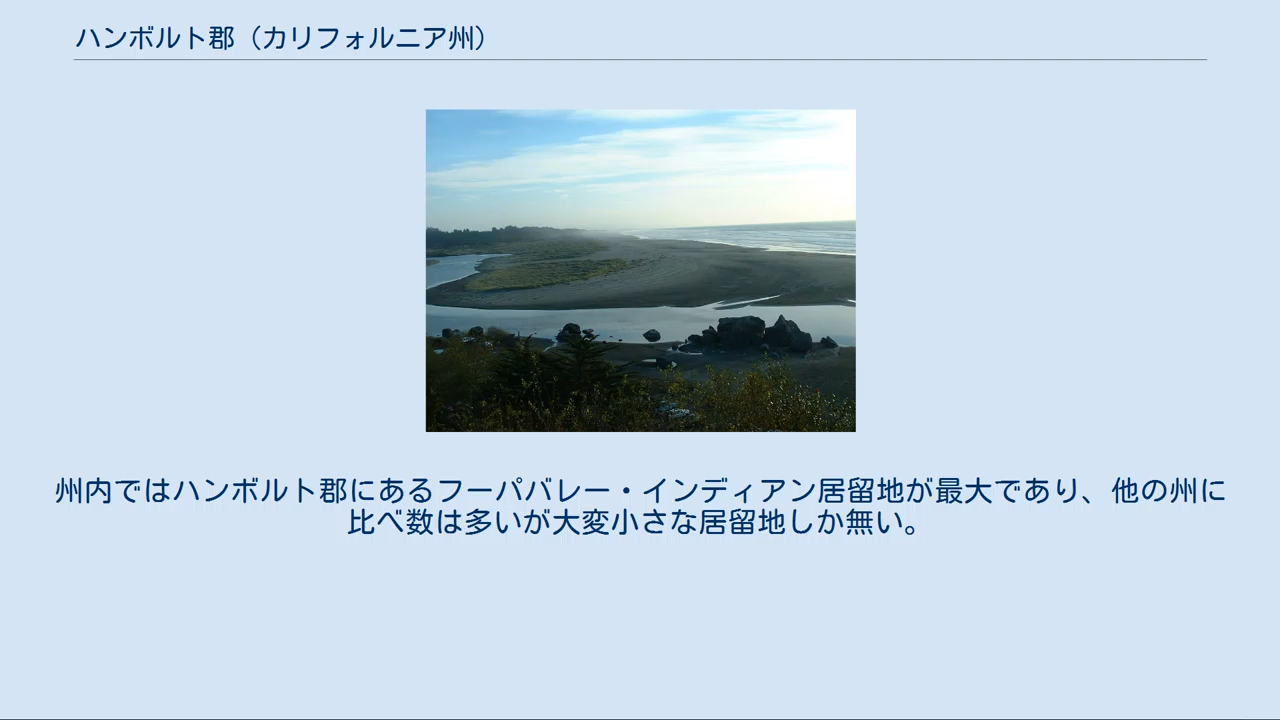 ハンボルト郡（カリフォルニア州）
州内ではハンボルト郡にあるフーパバレー・インディアン居留地が最大であり、他の州に
比べ数は多いが大変小さな居留地しか無い。